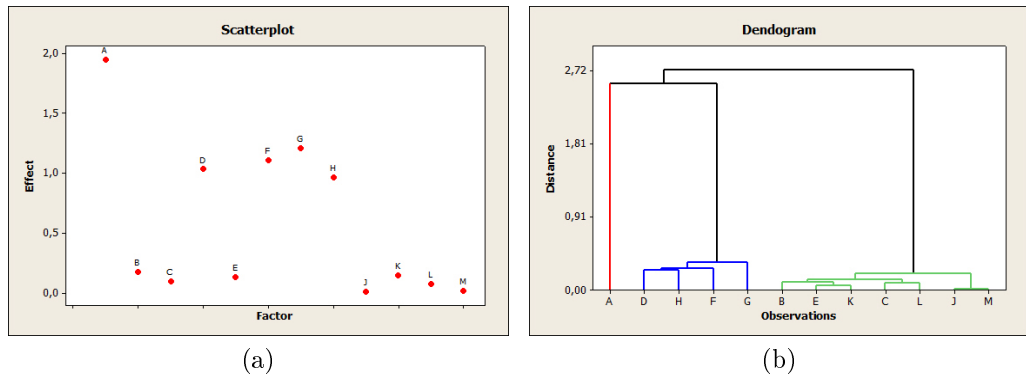 Scatterplot
2,0
1,5
1,0
0,5
0,0
Effect
A
B
C
D
E
F
G
H
J
K
L
M
Factor
(a)
Dendogram
2,72
1,81
0,91
0,00
Distance
A D H F G B E K C L J M
Observations
(b)